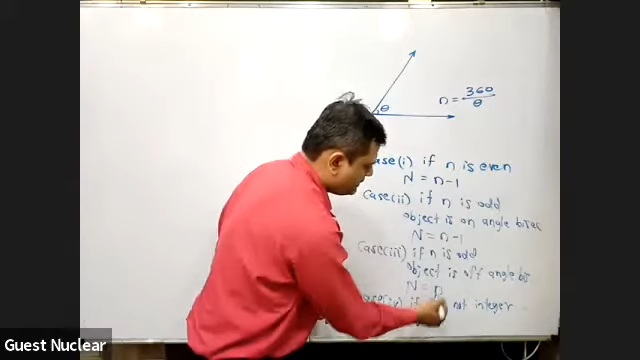 θ
n = 360/θ
Case(i) if n is even
N = n-1
Case(ii) if n is odd
object is on angle bisec
N = n-1
Case(iii) if n is odd
object is off angle bis
N = n
if not integer
Guest Nuclear